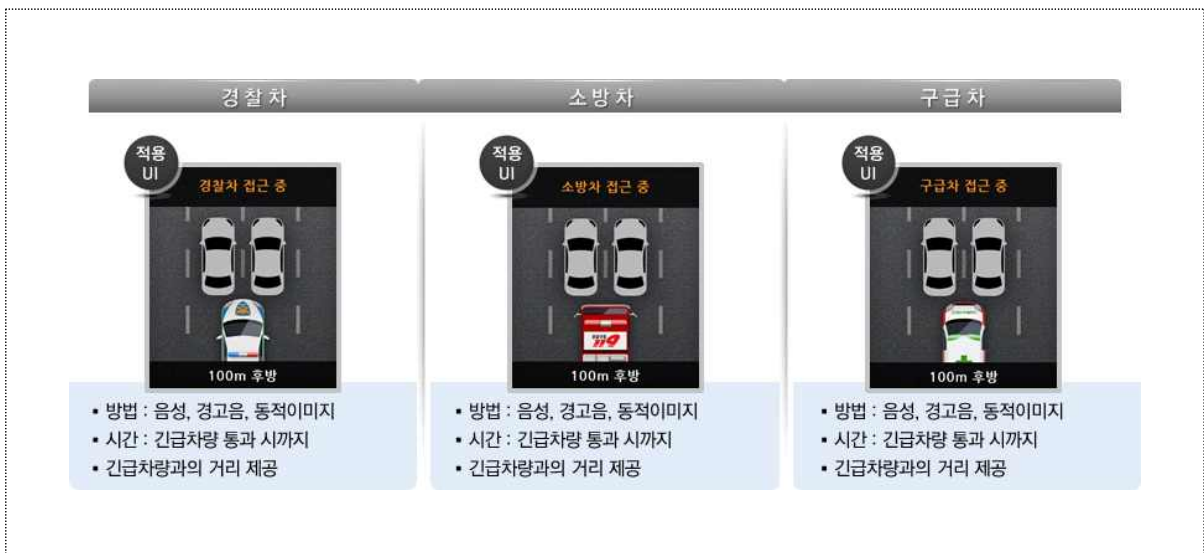 경찰차
소방차
구급차
적용
UI
경찰차 접근 중
100m 후방
적용
UI
소방차 접근 중
119
100m 후방
적용
UI
구급차 접근 중
100m 후방
▪ 방법 : 음성, 경고음, 동적이미지
▪ 시간 : 긴급차량 통과 시까지
▪ 긴급차량과의 거리 제공
▪ 방법 : 음성, 경고음, 동적이미지
▪ 시간 : 긴급차량 통과 시까지
▪ 긴급차량과의 거리 제공
▪ 방법 : 음성, 경고음, 동적이미지
▪ 시간 : 긴급차량 통과 시까지
▪ 긴급차량과의 거리 제공